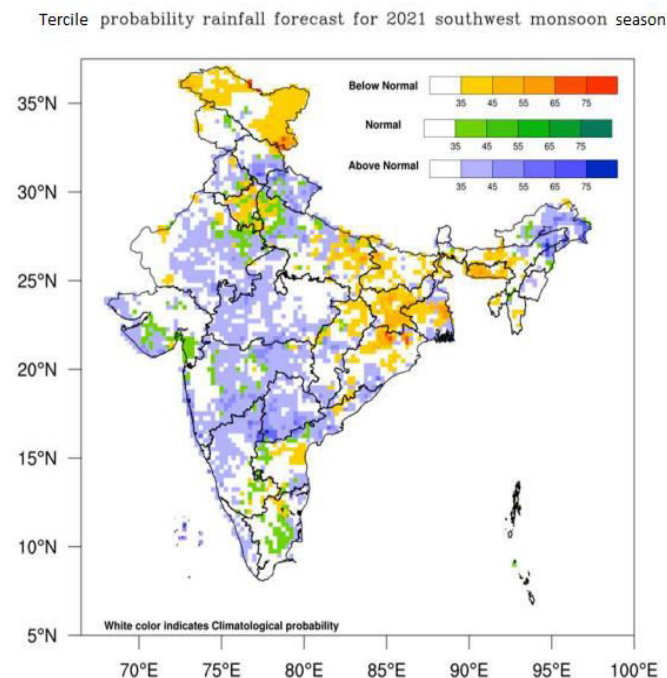 Tercile probability rainfall forecast for 2021 southwest monsoon season
Below Normal
35 45 55 65 75
Normal
35 45 55 65 75
Above Normal
35 45 55 65 75
35°N
30°N
25°N
20°N
15°N
10°N
5°N
White color indicates Climatological probability
70°E 75°E 80°E 85°E 90°E 95°E 100°E